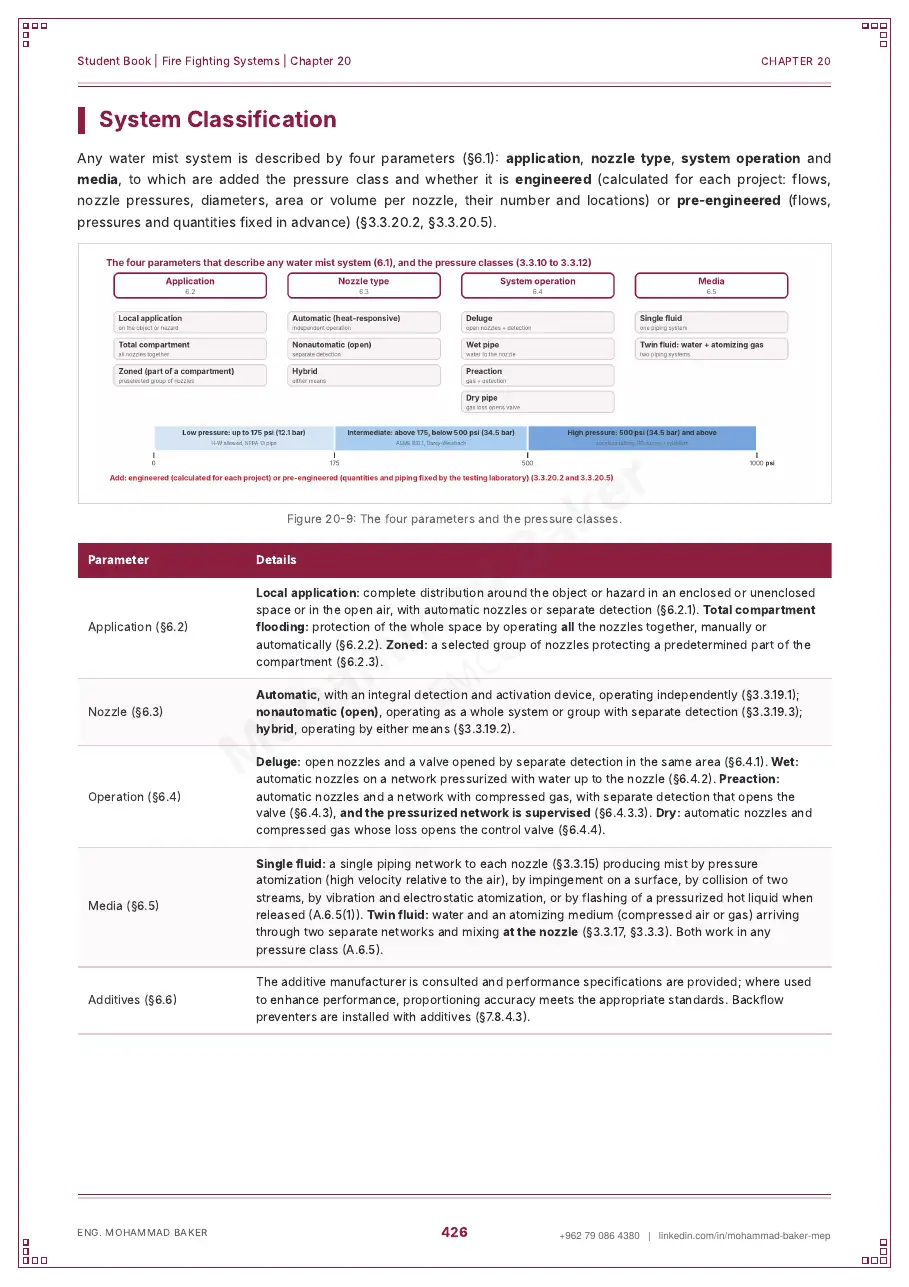 Student Book | Fire Fighting Systems | Chapter 20
CHAPTER 20
System Classification
Any water mist system is described by four parameters (§6.1): application, nozzle type, system operation and
media, to which are added the pressure class and whether it is engineered (calculated for each project: flows,
nozzle pressures, diameters, area or volume per nozzle, their number and locations) or pre-engineered (flows,
pressures and quantities fixed in advance) (§3.3.20.2, §3.3.20.5).
The four parameters that describe any water mist system (6.1), and the pressure classes (3.3.10 to 3.3.12)
Application
6.2
Nozzle type
6.3
System operation
6.4
Media
6.5
Local application
on the object or hazard
Automatic (heat-responsive)
independent operation
Deluge
open nozzles + detection
Single fluid
one piping system
Total compartment
all nozzles together
Nonautomatic (open)
separate detection
Wet pipe
water to the nozzle
Twin fluid: water + atomizing gas
two piping systems
Zoned (part of a compartment)
preselected group of nozzles
Hybrid
either means
Preaction
gas + detection
Dry pipe
gas loss opens valve
Low pressure: up to 175 psi (12.1 bar)
H-W allowed, NFPA 13 pipe
Intermediate: above 175, below 500 psi (34.5 bar)
Darcy-Weisbach
High pressure: 500 psi (34.5 bar) and above
0
175
500
1000 psi
Add: engineered (calculated for each project) or pre-engineered (quantities and piping fixed by the testing laboratory) (3.3.20.2 and 3.3.20.5)
Figure 20-9: The four parameters and the pressure classes.
Parameter
Details
Application (§6.2)
Local application: complete distribution around the object or hazard in an enclosed or unenclosed
space or in the open air, with automatic nozzles or separate detection (§6.2.1). Total compartment
flooding: protection of the whole space by operating all the nozzles together, manually or
automatically (§6.2.2). Zoned: a selected group of nozzles protecting a predetermined part of the
compartment (§6.2.3).
Nozzle (§6.3)
Automatic, with an integral detection and activation device, operating independently (§3.3.19.1);
nonautomatic (open), operating as a whole system or group with separate detection (§3.3.19.3);
hybrid, operating by either means (§3.3.19.2).
Operation (§6.4)
Deluge: open nozzles and a valve opened by separate detection in the same area (§6.4.1). Wet:
automatic nozzles on a network pressurized with water up to the nozzle (§6.4.2). Preaction:
automatic nozzles and a network with compressed gas, with separate detection that opens the
valve (§6.4.3), and the pressurized network is supervised (§6.4.3.3). Dry: automatic nozzles and
compressed gas whose loss opens the control valve (§6.4.4).
Media (§6.5)
Single fluid: a single piping network to each nozzle (§3.3.15) producing mist by pressure
atomization (high velocity relative to the air), by impingement on a surface, by collision of two
streams, by vibration and electrostatic atomization, or by flashing of a pressurized hot liquid when
released (A.6.5(1)). Twin fluid: water and an atomizing medium (compressed air or gas) arriving
through two separate networks and mixing at the nozzle (§3.3.17, §3.3.3). Both work in any
pressure class (A.6.5).
Additives (§6.6)
The additive manufacturer is consulted and performance specifications are provided; where used
to enhance performance, proportioning accuracy meets the appropriate standards. Backflow
preventers are installed with additives (§7.8.4.3).
ENG. MOHAMMAD BAKER
426
+962 79 086 4380 | linkedin.com/in/mohammad-baker-mep